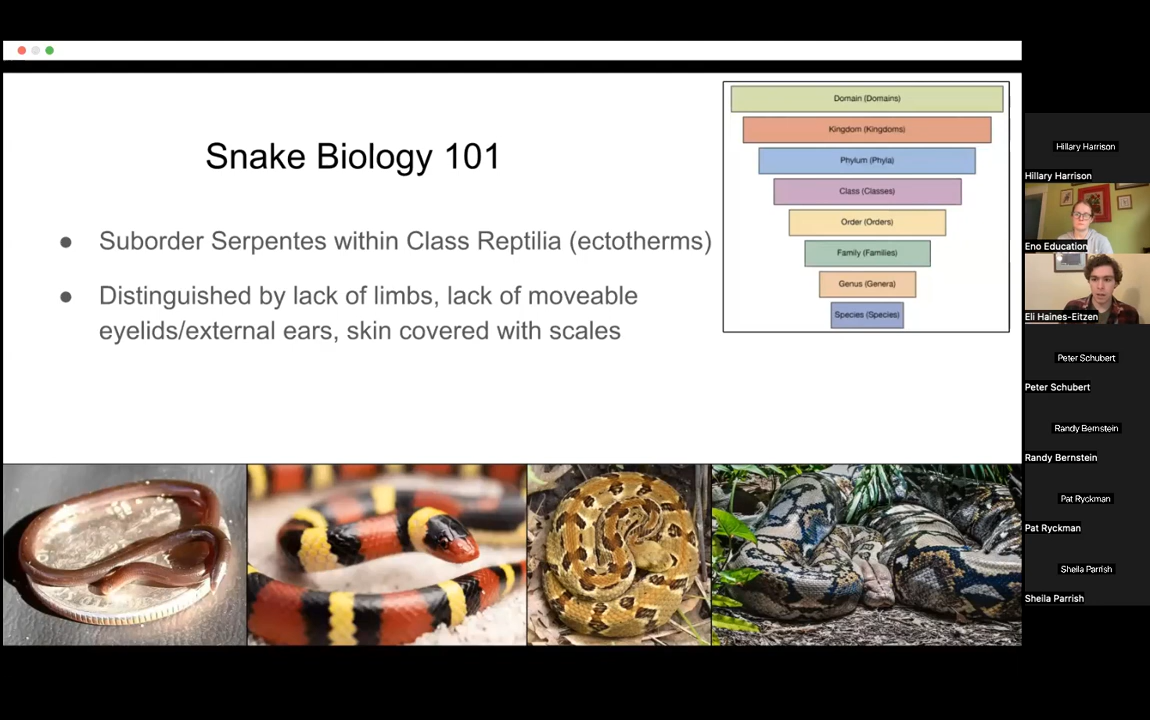 Snake Biology 101
● Suborder Serpentes within Class Reptilia (ectotherms)
● Distinguished by lack of limbs, lack of moveable
eyelids/external ears, skin covered with scales
Domain (Domains)
Kingdom (Kingdoms)
Phylum (Phyla)
Class (Classes)
Order (Orders)
Family (Families)
Genus (Genera)
Species (Species)
Hillary Harrison
Hillary Harrison
Eno Education
Eli Haines-Eitzen
Peter Schubert
Peter Schubert
Randy Bernstein
Randy Bernstein
Pat Ryckman
Pat Ryckman
Sheila Parrish
Sheila Parrish